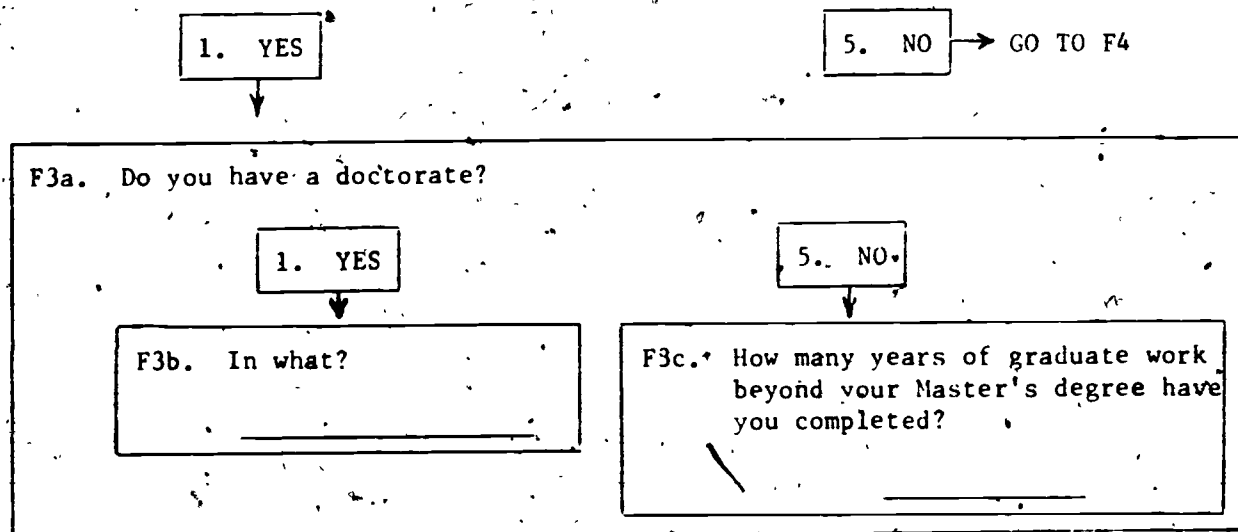 1. YES
5. NO → GO TO F4
F3a. Do you have a doctorate?
1. YES
5. NO
F3b. In what?
F3c. How many years of graduate work
beyond your Master's degree have
you completed?